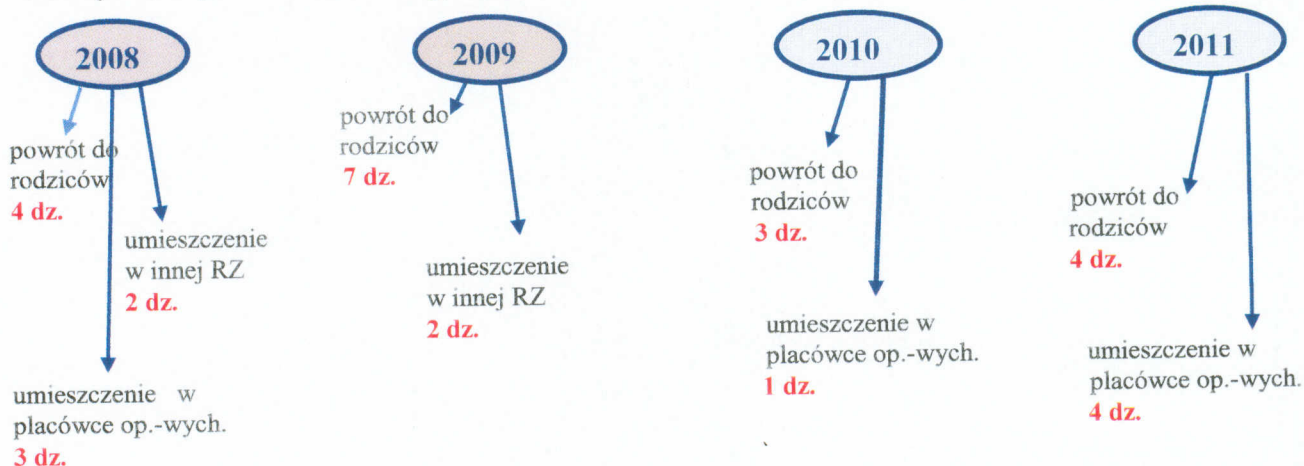 2008
powrót do
rodziców
4 dz.
umieszczenie
w innej RZ
2 dz.
umieszczenie w
placówce op.-wych.
3 dz.
2009
powrót do
rodziców
7 dz.
umieszczenie
w innej RZ
2 dz.
2010
powrót do
rodziców
3 dz.
umieszczenie w
placówce op.-wych.
1 dz.
2011
powrót do
rodziców
4 dz.
umieszczenie w
placówce op.-wych.
4 dz.